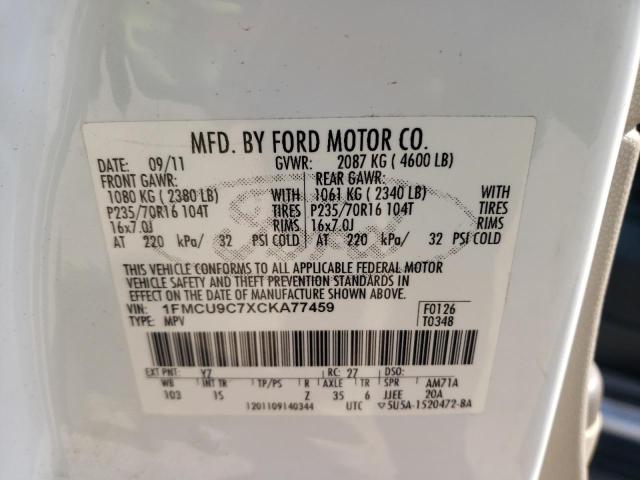 MFD. BY FORD MOTOR CO.
DATE: 09/11 GVWR: 2087 KG ( 4600 LB)
FRONT GAWR: REAR GAWR:
1080 KG ( 2380 LB) WITH 1061 KG ( 2340 LB) WITH
P235/70R16 104T TIRES P235/70R16 104T TIRES
16x7.0J RIMS 16x7.0J RIMS
AT 220 kPa/ 32 PSI COLD AT 220 kPa/ 32 PSI COLD
THIS VEHICLE CONFORMS TO ALL APPLICABLE FEDERAL MOTOR
VEHICLE SAFETY AND THEFT PREVENTION STANDARDS IN
EFFECT ON THE DATE OF MANUFACTURE SHOWN ABOVE.
VIN: 1FMCU9C7XCKA77459 F0126
TYPE: MPV T0348
EXT PNT: YZ RC: 27 DSO:
WB INT TR TP/PS R AXLE TR SPR AM71A
103 15 Z 35 6 JJEE 20A
1201109140344 UTC ▽5U5A-1520472-BA
Ford